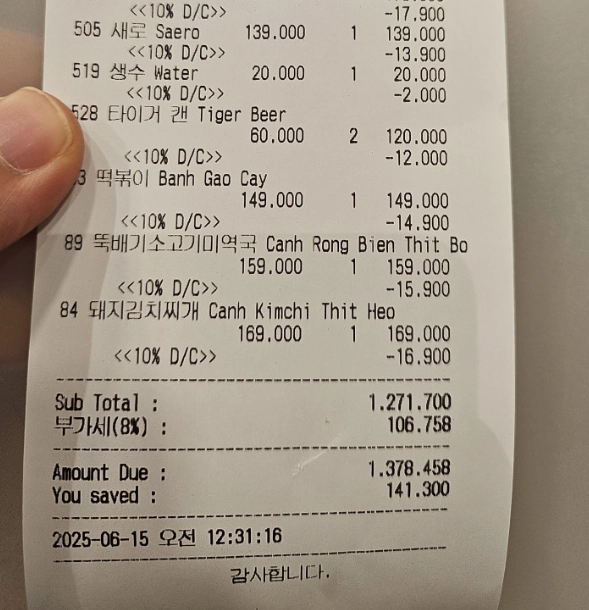 <<10% D/C>> -17.900
505 새로 Saero 139.000 1 139.000
<<10% D/C>> -13.900
519 생수 Water 20.000 1 20.000
<<10% D/C>> -2.000
528 타이거 캔 Tiger Beer
60.000 2 120.000
<<10% D/C>> -12.000
3 떡볶이 Banh Gao Cay
149.000 1 149.000
<<10% D/C>> -14.900
89 뚝배기소고기미역국 Canh Rong Bien Thit Bo
159.000 1 159.000
<<10% D/C>> -15.900
84 돼지김치찌개 Canh Kimchi Thit Heo
169.000 1 169.000
<<10% D/C>> -16.900
Sub Total : 1.271.700
부가세(8%) : 106.758
Amount Due : 1.378.458
You saved : 141.300
2025-06-15 오전 12:31:16
감사합니다.